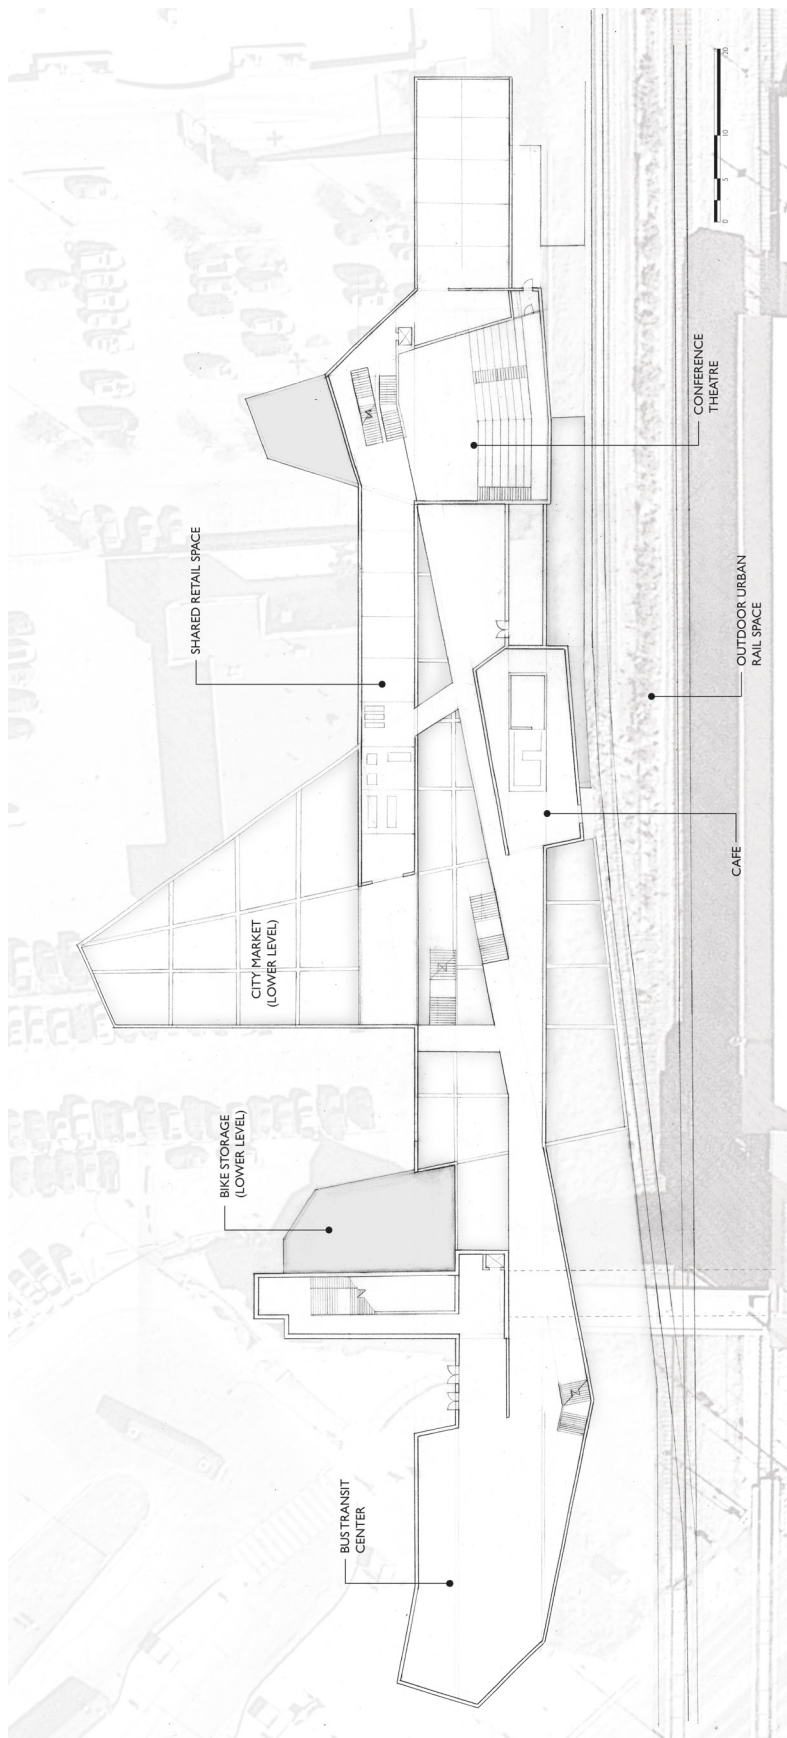 BUS TRANSIT
CENTER
BIKE STORAGE
(LOWER LEVEL)
CITY MARKET
(LOWER LEVEL)
SHARED RETAIL SPACE
CAFE
OUTDOOR URBAN
RAIL SPACE
CONFERENCE
THEATRE
0 5 10 20